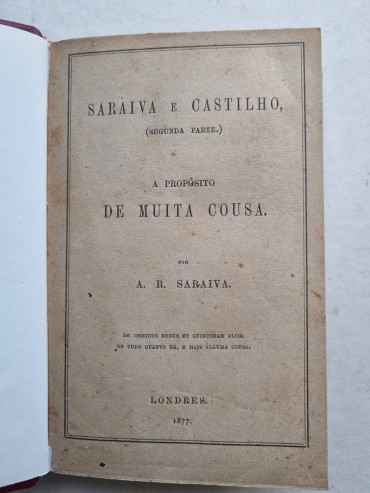 SARAIVA E CASTILHO,
(SEGUNDA PARTE.)
A PROPÓSITO
DE MUITA COUSA.
POR
A. R. SARAIVA.
DE OMNIBUS REBUS ET QUIBUSDAM ALIIS.
DE TUDO QUANTO HÁ, E MAIS ALGUMA COUSA.
LONDRES.
1877.